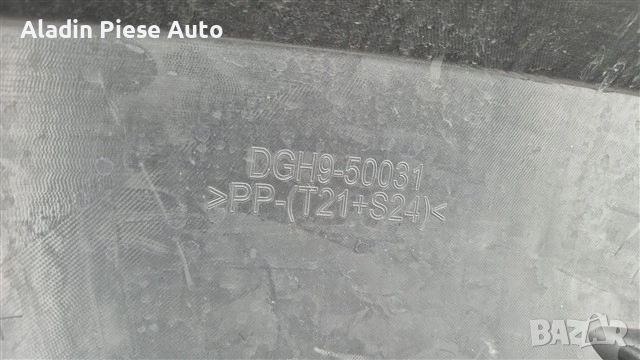 Aladin Piese Auto
DGH9-50031
>PP-(T21+S24)<
BAZAR